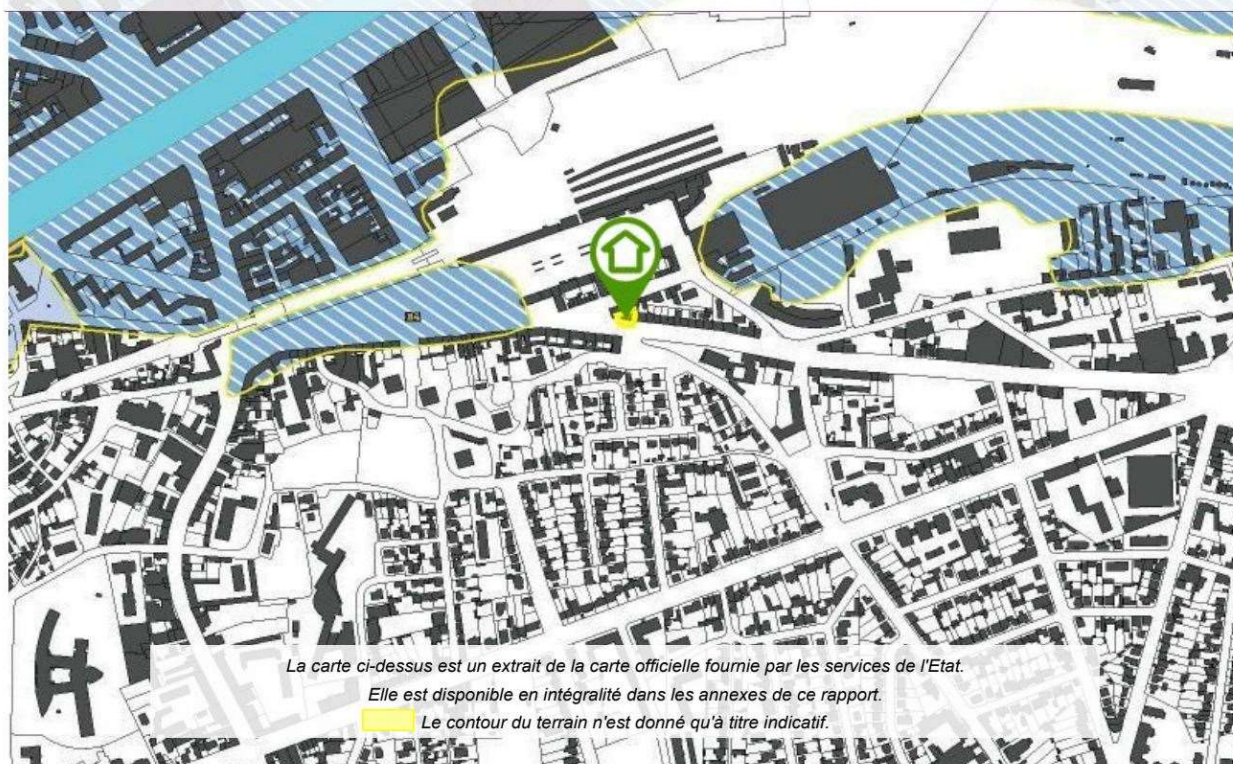 La carte ci-dessus est un extrait de la carte officielle fournie par les services de l'Etat.
Elle est disponible en intégralité dans les annexes de ce rapport.
Le contour du terrain n'est donné qu'à titre indicatif.